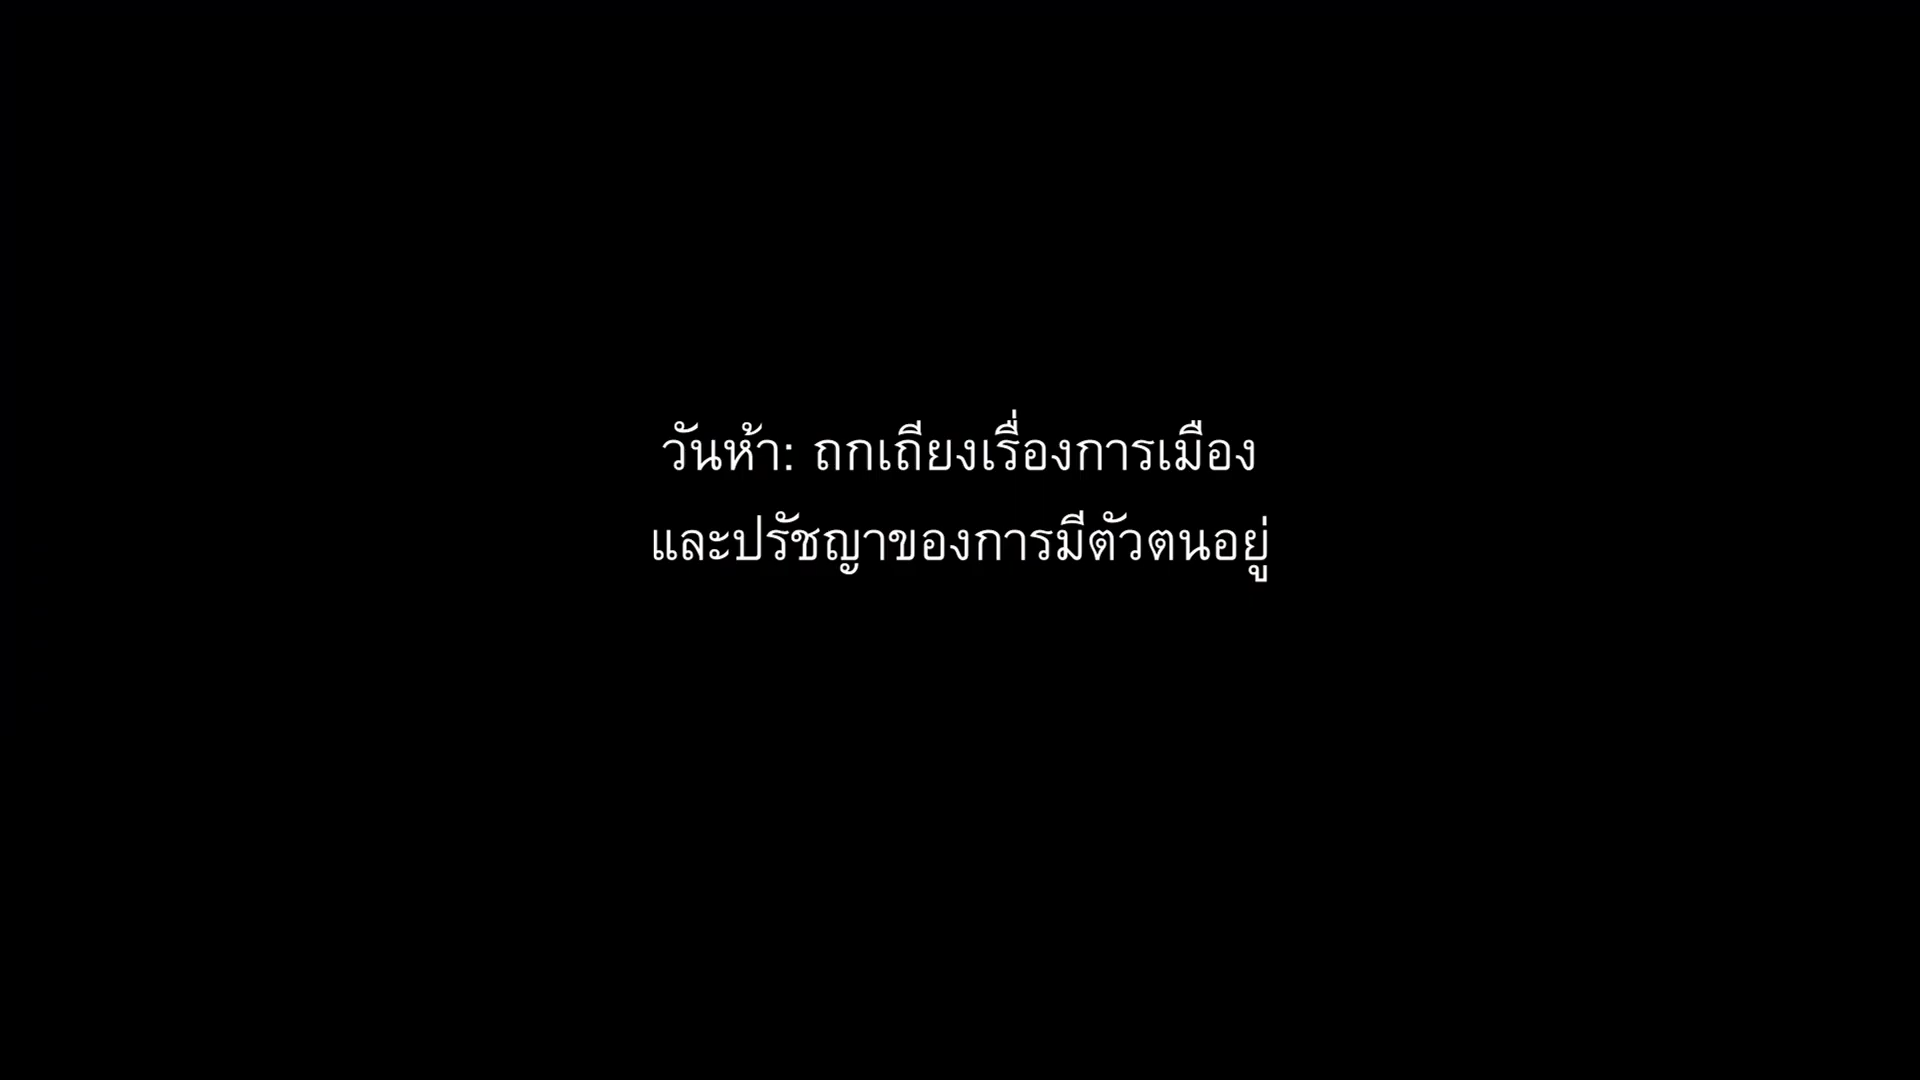 วันห้า: ถกเถียงเรื่องการเมือง
และปรัชญาของการมีตัวตนอยู่